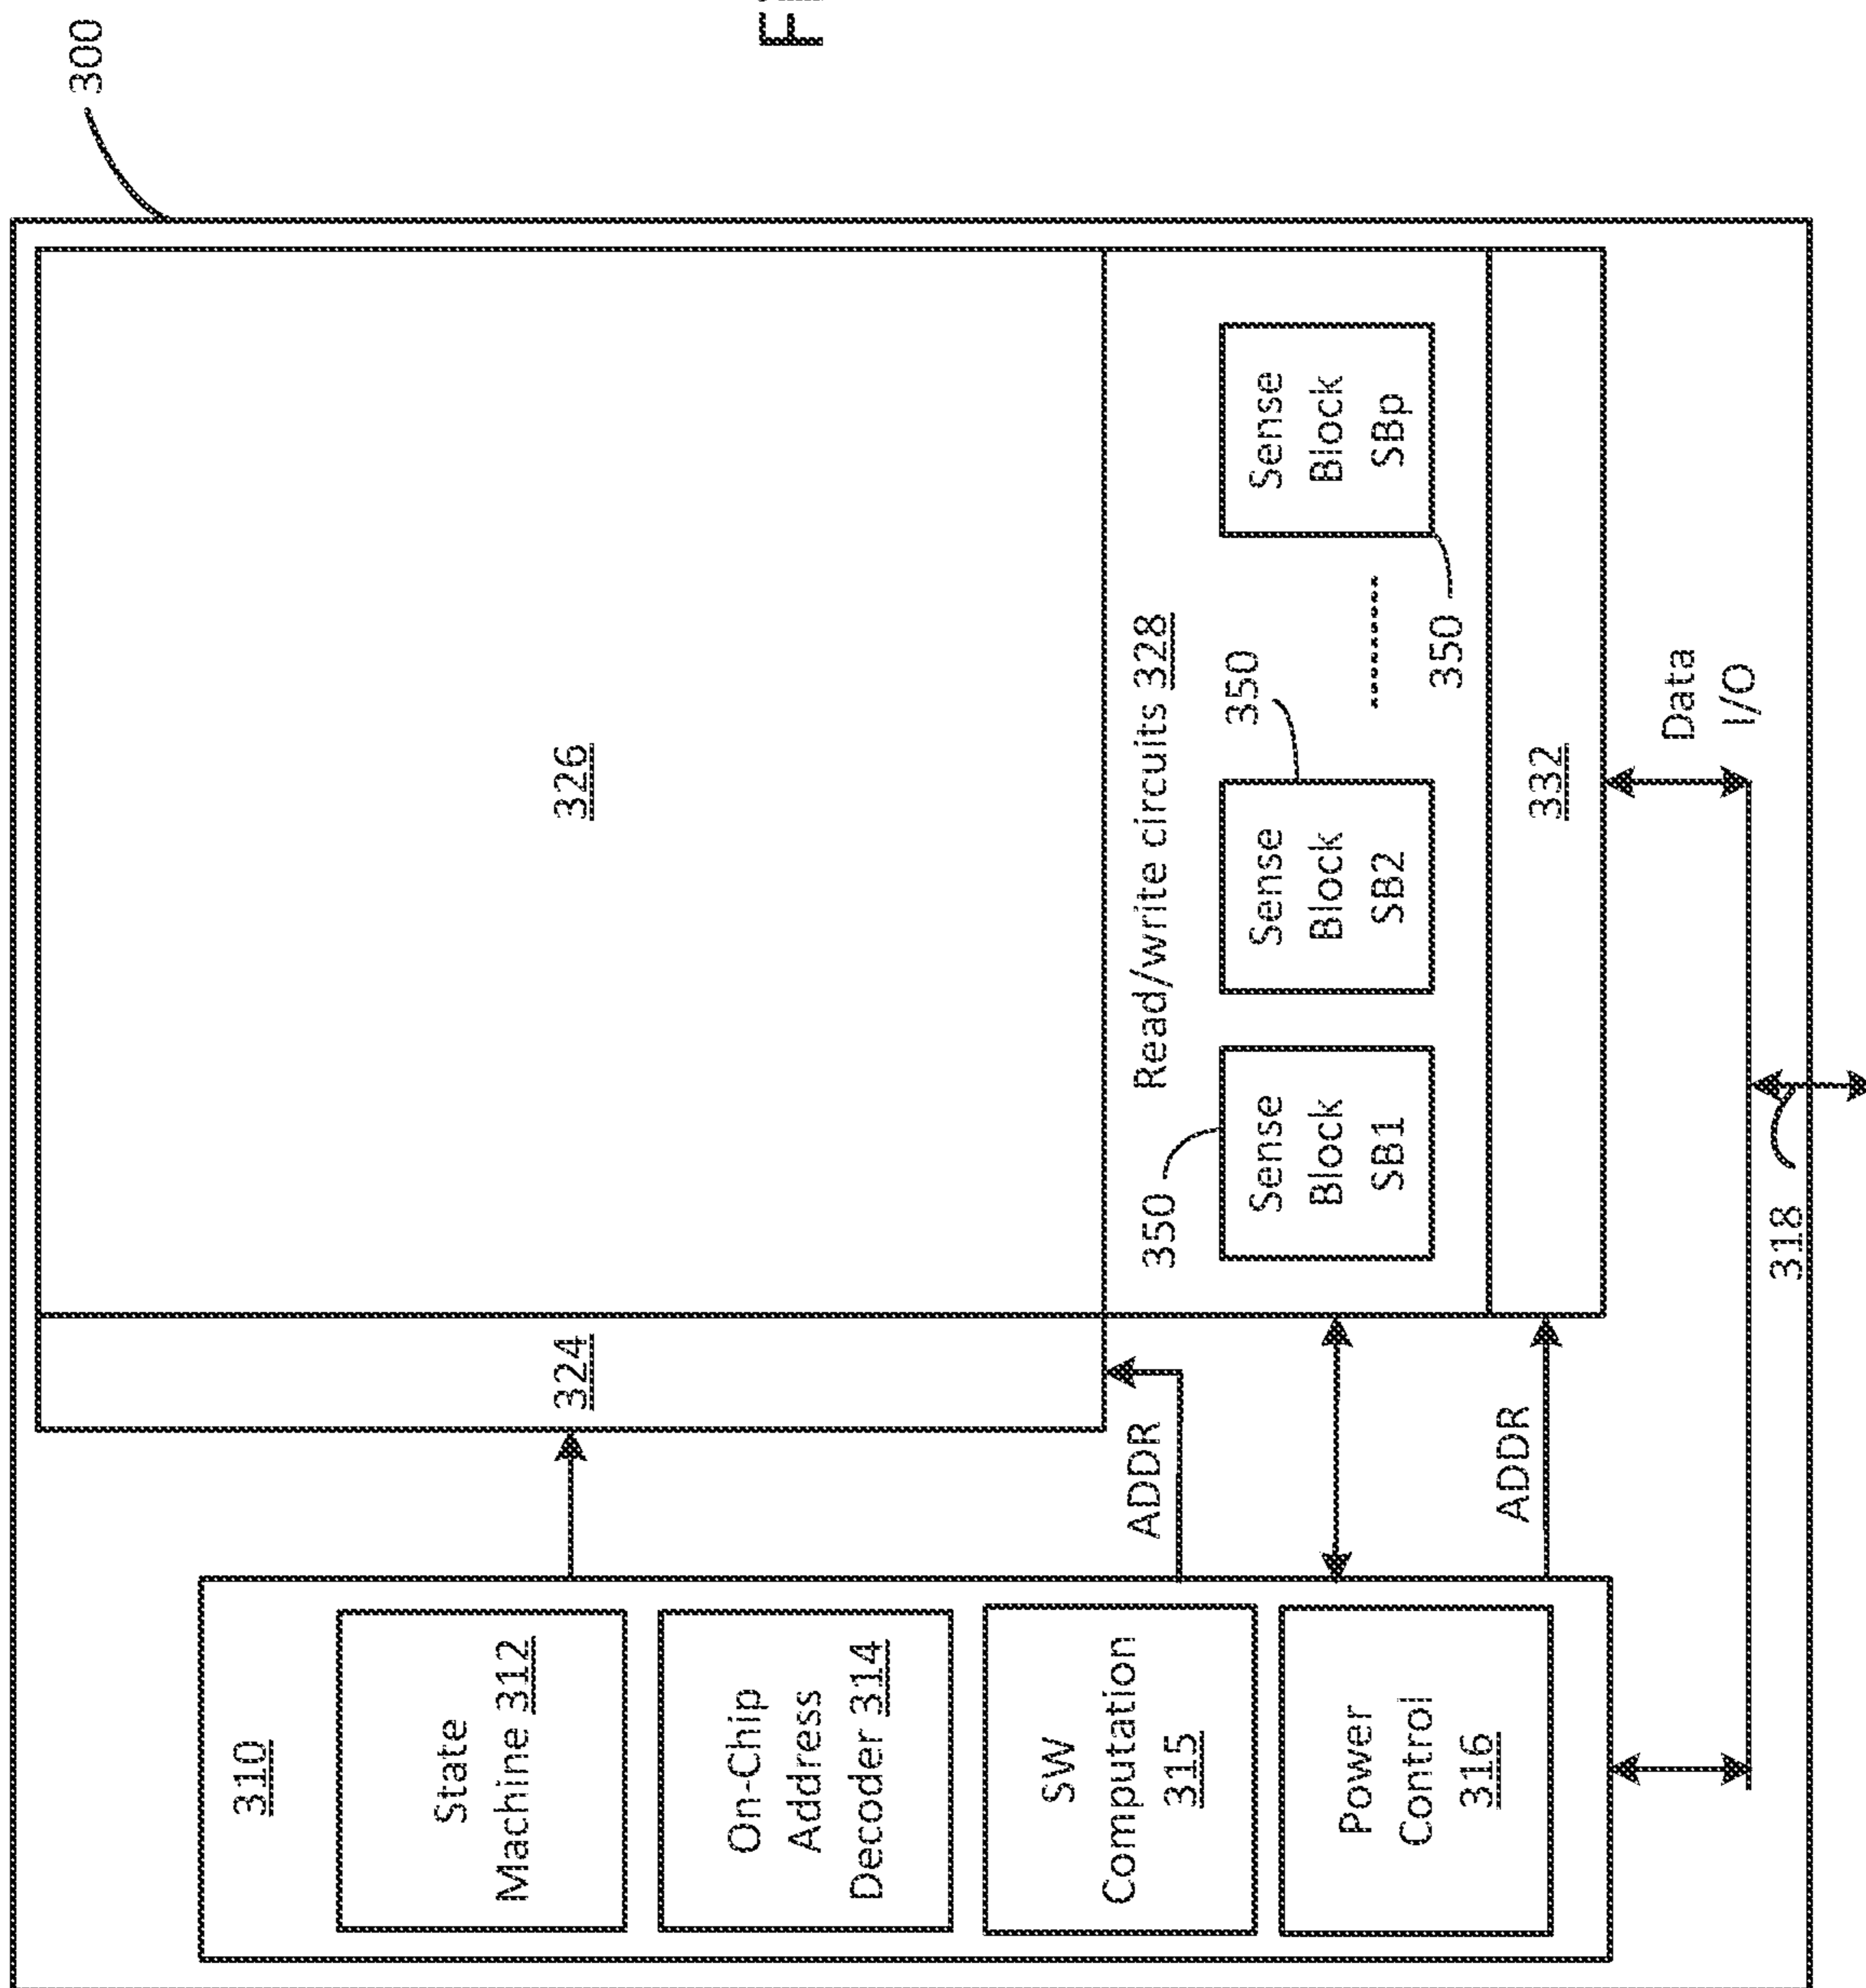 300
310
State
Machine 312
On-Chip
Address
Decoder 314
SW
Computation
315
Power
Control
316
324
326
ADDR
ADDR
Read/write circuits 328
350
350
350
Sense
Block
SB1
Sense
Block
SB2
Sense
Block
SBp
332
Data
I/O
318